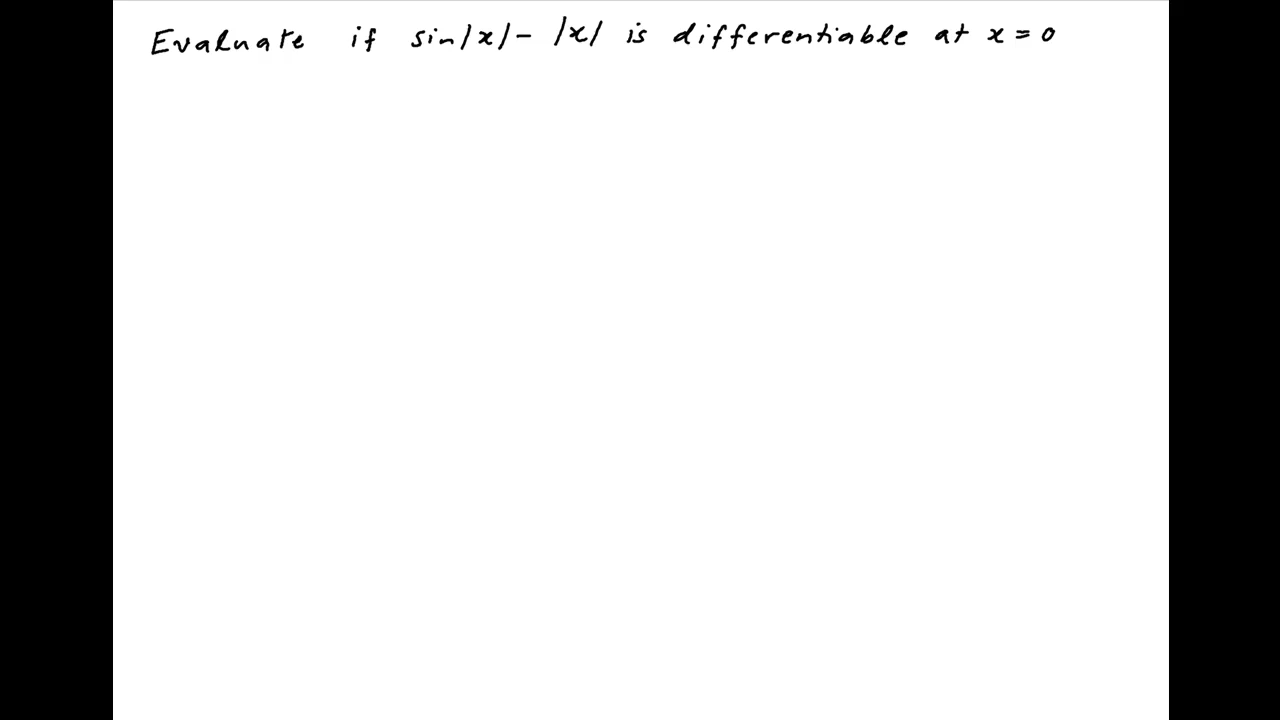 Evaluate if sin|x| - |x| is differentiable at x = 0